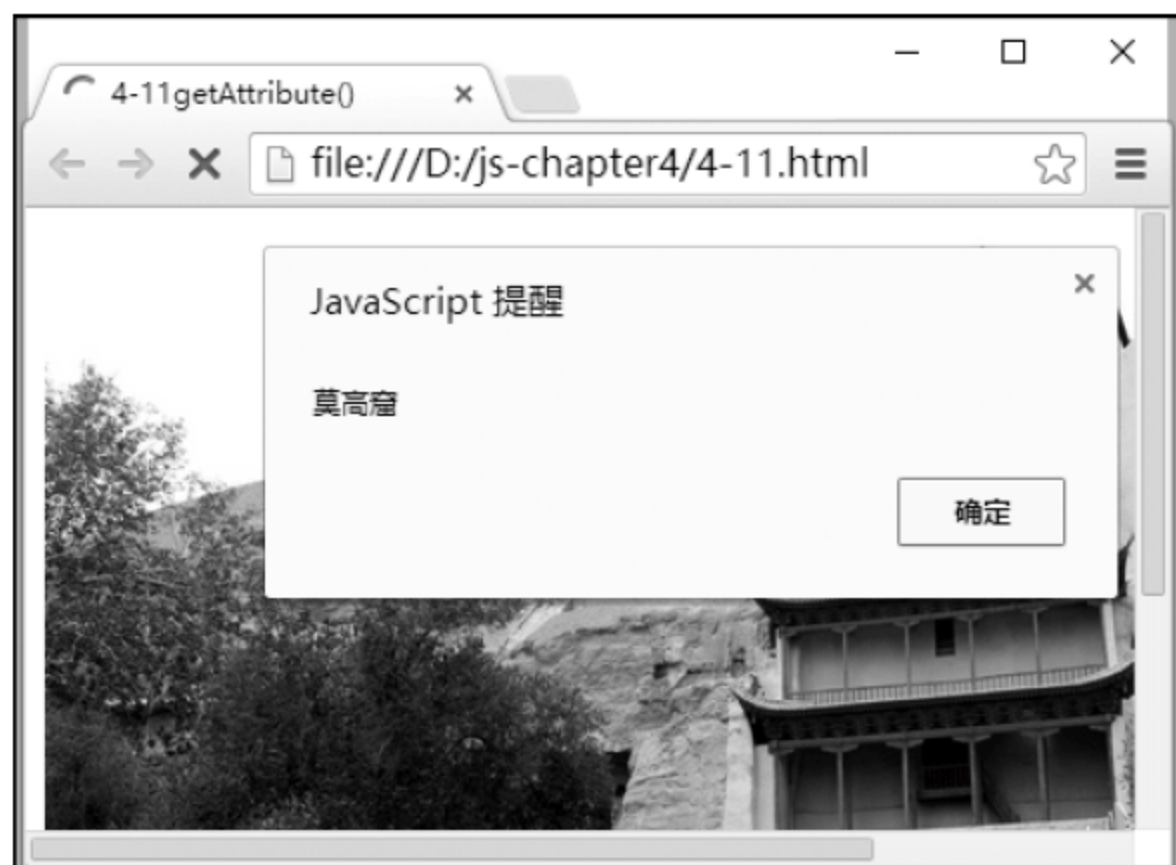 4-11getAttribute()
file:///D:/js-chapter4/4-11.html
JavaScript 提醒
莫高窟
确定